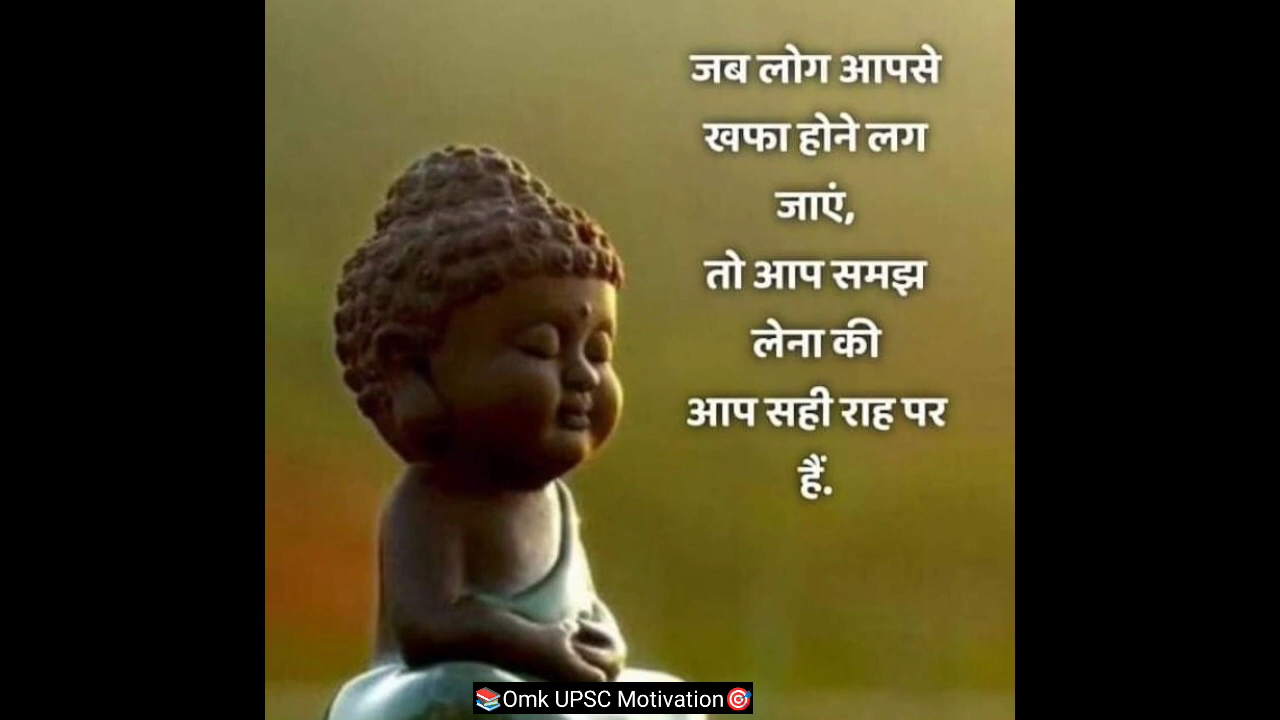 जब लोग आपसे
खफा होने लग
जाएं,
तो आप समझ
लेना की
आप सही राह पर
हैं.
📚Omk UPSC Motivation🎯